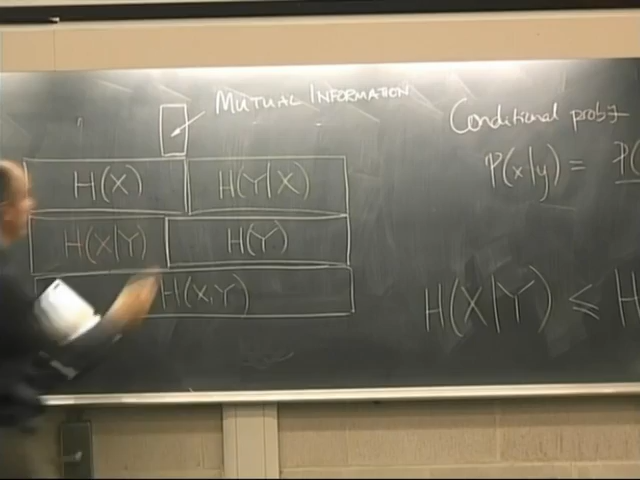 MUTUAL INFORMATION
H(X) H(Y|X)
H(X|Y) H(Y)
H(X,Y)
Conditional prob
P(x|y) = P(
H(X|Y) ≤ H